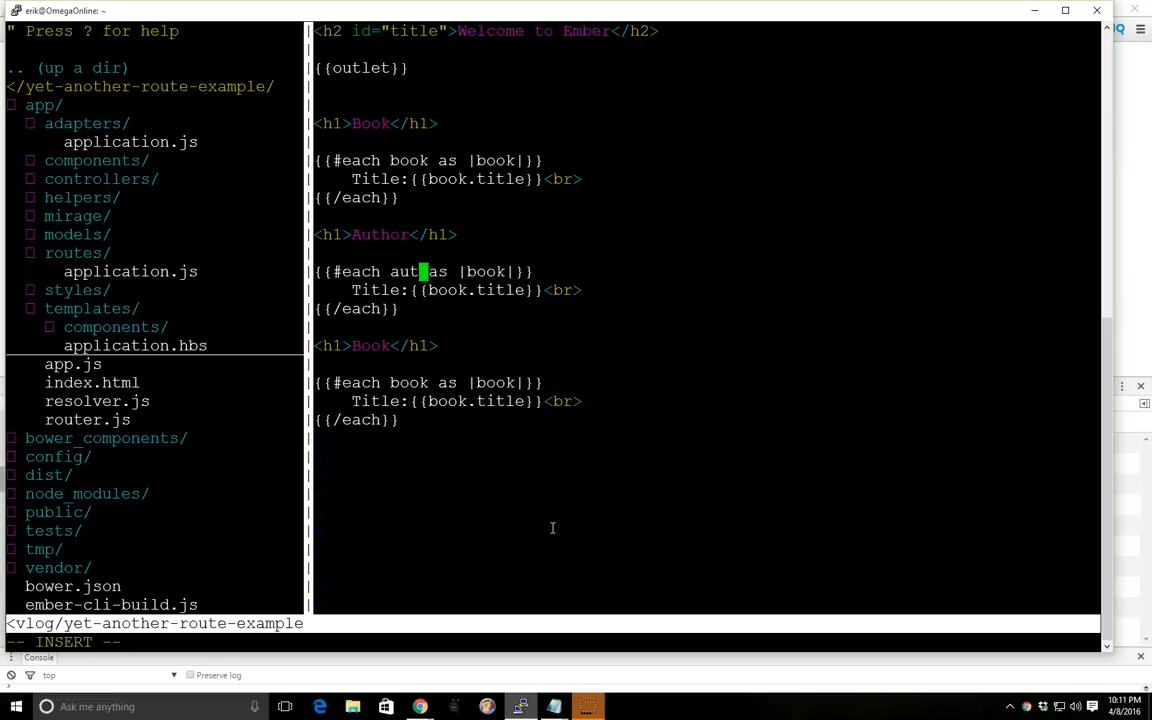 erik@OmegaOnline: ~
" Press ? for help
.. (up a dir)
</yet-another-route-example/
app/
adapters/
application.js
components/
controllers/
helpers/
mirage/
models/
routes/
application.js
styles/
templates/
components/
application.hbs
app.js
index.html
resolver.js
router.js
bower_components/
config/
dist/
node_modules/
public/
tests/
tmp/
vendor/
bower.json
ember-cli-build.js
<h2 id="title">Welcome to Ember</h2>
{{outlet}}
<h1>Book</h1>
{{#each book as |book|}}
Title:{{book.title}}<br>
{{/each}}
<h1>Author</h1>
{{#each aut as |book|}}
Title:{{book.title}}<br>
{{/each}}
<h1>Book</h1>
{{#each book as |book|}}
Title:{{book.title}}<br>
{{/each}}
<vlog/yet-another-route-example
-- INSERT --
Console
top
Preserve log
Ask me anything
10:11 PM
4/8/2016